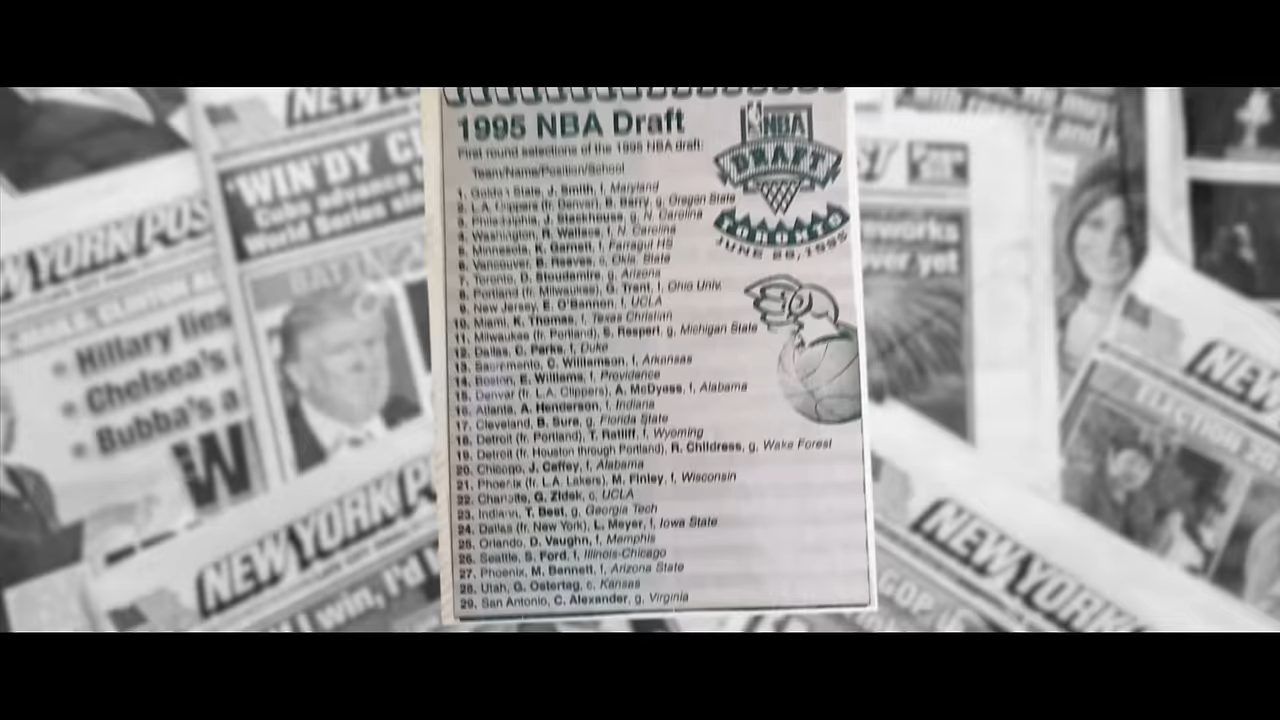 1995 NBA Draft
First round selections of the 1995 NBA draft:
Team/Name/Position/School
1. Golden State, J. Smith, f, Maryland
2. L.A. Clippers (fr. Denver), B. Barry, g, Oregon State
3. Philadelphia, J. Stackhouse, g, N. Carolina
4. Washington, R. Wallace, f, N. Carolina
5. Minnesota, K. Garnett, f, Farragut HS
6. Vancouver, B. Reeves, f, Okla. State
7. Toronto, D. Stoudamire, g, Arizona
8. Portland (fr. Milwaukee), G. Trent, f, Ohio Univ.
9. New Jersey, E. O'Bannon, f, UCLA
10. Miami, K. Thomas, f, Texas Christian
11. Milwaukee (fr. Portland), S. Respert, g, Michigan State
12. Dallas, C. Parks, f, Duke
13. Sacramento, C. Williamson, f, Arkansas
14. Boston, E. Williams, f, Providence
15. Denver (fr. L.A. Clippers), A. McDyess, f, Alabama
16. Atlanta, A. Henderson, f, Indiana
17. Cleveland, B. Sura, g, Florida State
18. Detroit (fr. Portland), T. Ratliff, f, Wyoming
19. Detroit (fr. Houston through Portland), R. Childress, g, Wake Forest
20. Chicago, J. Caffey, f, Alabama
21. Phoenix (fr. L.A. Lakers), M. Finley, f, Wisconsin
22. Charlotte, G. Zidek, c, UCLA
23. Indiana, T. Best, g, Georgia Tech
24. Dallas (fr. New York), L. Meyer, f, Iowa State
25. Orlando, D. Vaughn, f, Memphis
26. Seattle, S. Ford, f, Illinois-Chicago
27. Phoenix, M. Bennett, f, Arizona State
28. Utah, G. Ostertag, c, Kansas
29. San Antonio, C. Alexander, g, Virginia
NBA
DRAFT
TORONTO
JUNE 28, 1995
NEW YO
'WIN'DY C
Cubs advance
World Series
W YORK POS
Hillary lies
Chelsea's
Bubba's a
W
NEW YORK P
I win, I'd
eworks
ver yet
NEW
ELECTION 20
NEW YORK
GOP